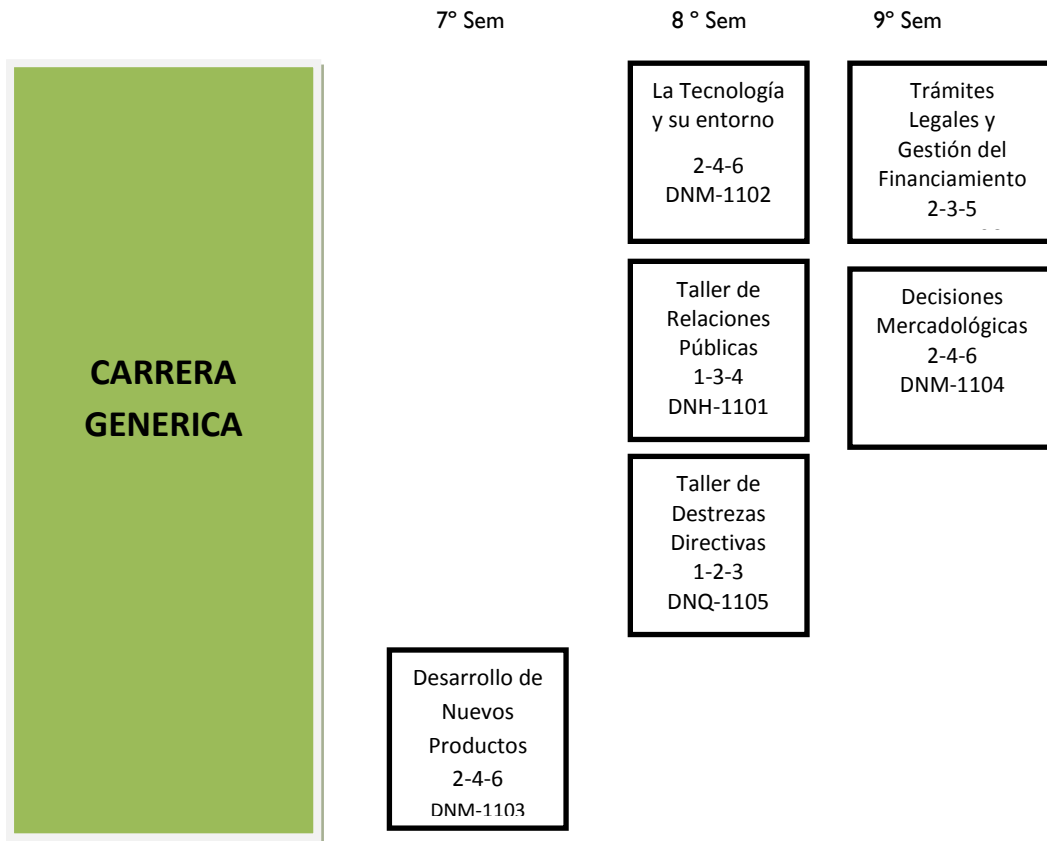 7° Sem
8 ° Sem
9° Sem
CARRERA
GENERICA
La Tecnología
y su entorno
2-4-6
DNM-1102
Trámites
Legales y
Gestión del
Financiamiento
2-3-5
Taller de
Relaciones
Públicas
1-3-4
DNH-1101
Decisiones
Mercadológicas
2-4-6
DNM-1104
Taller de
Destrezas
Directivas
1-2-3
DNQ-1105
Desarrollo de
Nuevos
Productos
2-4-6
DNM-1103